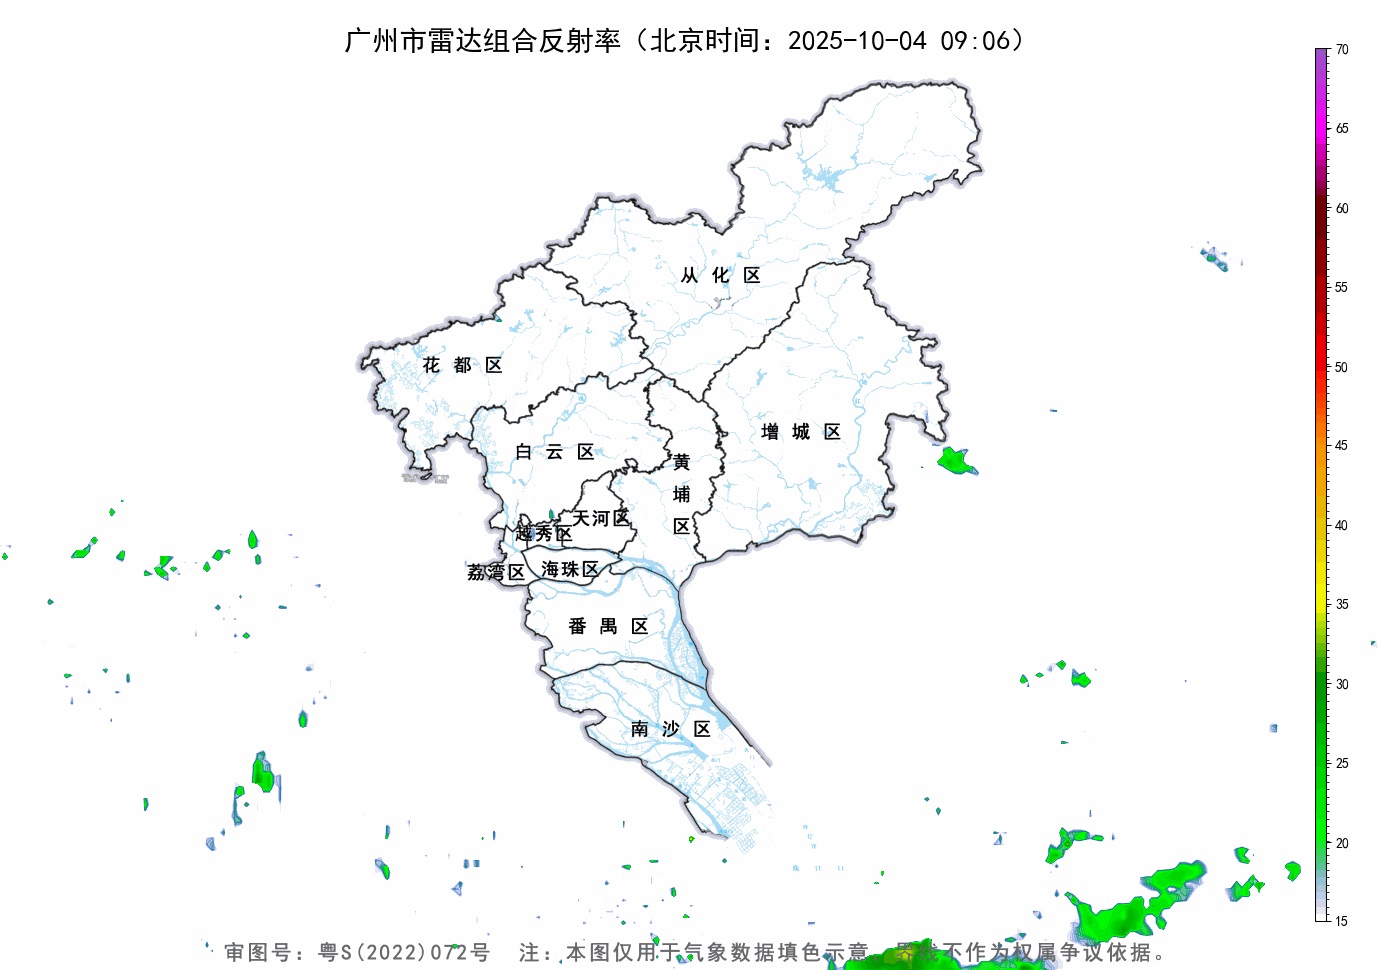 广州市雷达组合反射率（北京时间：2025-10-04 09:06）
70
65
60
55
50
45
40
35
30
25
20
15
从化区
花都区
增城区
白云区
黄埔区
天河区
越秀区
海珠区
荔湾区
番禺区
南沙区
审图号：粤S(2022)072号 注：本图仅用于气象数据填色示意，界线不作为权属争议依据。